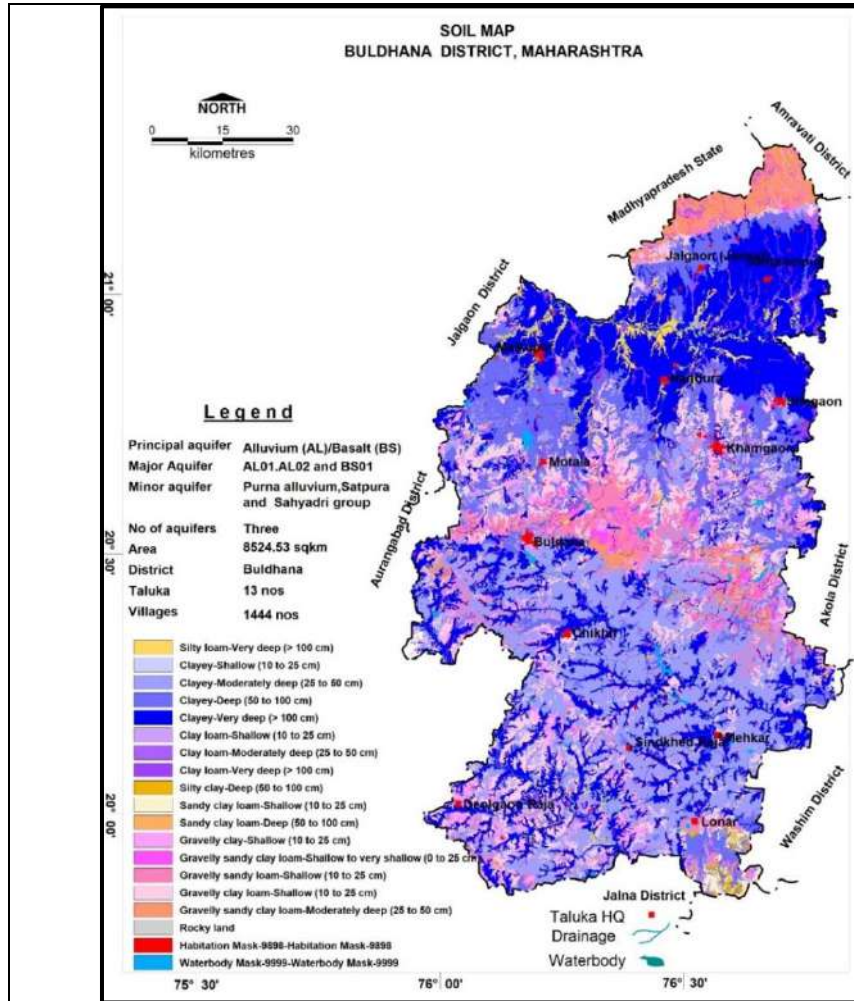 SOIL MAP
BULDHANA DISTRICT, MAHARASHTRA
NORTH
0 15 30
kilometres
Amravati District
Madhyapradesh State
Jalgaon District
21° 00'
Khamgaon
Motala
Buldana
Aurangabad District
20° 30'
Akola District
Chikhli
Mehkar
Lonar
Washim District
20° 00'
Jalna District
Legend
Principal aquifer Alluvium (AL)/Basalt (BS)
Major Aquifer AL01.AL02 and BS01
Minor aquifer Purna alluvium,Satpura
and Sahyadri group
No of aquifers Three
Area 8524.53 sqkm
District Buldhana
Taluka 13 nos
Villages 1444 nos
Silty loam-Very deep (> 100 cm)
Clayey-Shallow (10 to 25 cm)
Clayey-Moderately deep (25 to 50 cm)
Clayey-Deep (50 to 100 cm)
Clayey-Very deep (> 100 cm)
Clay loam-Shallow (10 to 25 cm)
Clay loam-Moderately deep (25 to 50 cm)
Clay loam-Very deep (> 100 cm)
Silty clay-Deep (50 to 100 cm)
Sandy clay loam-Shallow (10 to 25 cm)
Sandy clay loam-Deep (50 to 100 cm)
Gravelly clay-Shallow (10 to 25 cm)
Gravelly sandy clay loam-Shallow to very shallow (0 to 25 cm)
Gravelly sandy loam-Shallow (10 to 25 cm)
Gravelly clay loam-Shallow (10 to 25 cm)
Gravelly sandy clay loam-Moderately deep (25 to 50 cm)
Rocky land
Habitation Mask-9898-Habitation Mask-9898
Waterbody Mask-9999-Waterbody Mask-9999
Taluka HQ
Drainage
Waterbody
75° 30' 76° 00' 76° 30'